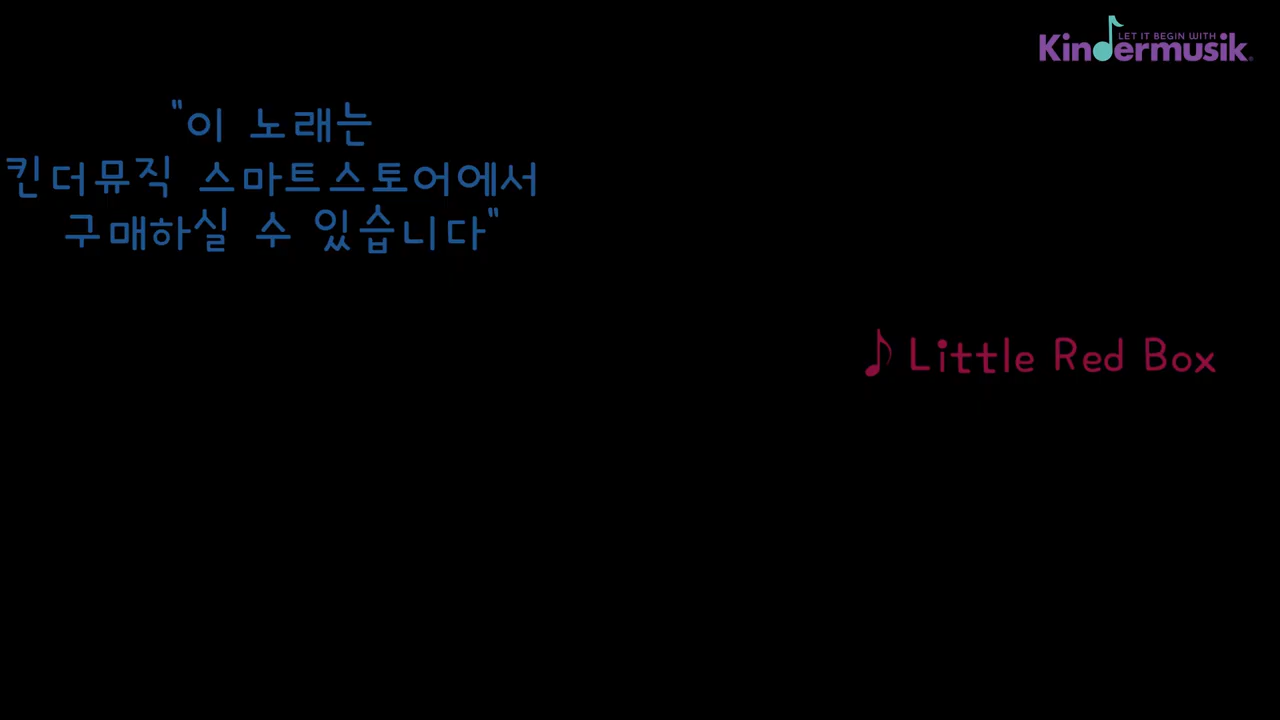 LET IT BEGIN WITH
Kindermusik®
"이 노래는
킨더뮤직 스마트스토어에서
구매하실 수 있습니다"
♪ Little Red Box